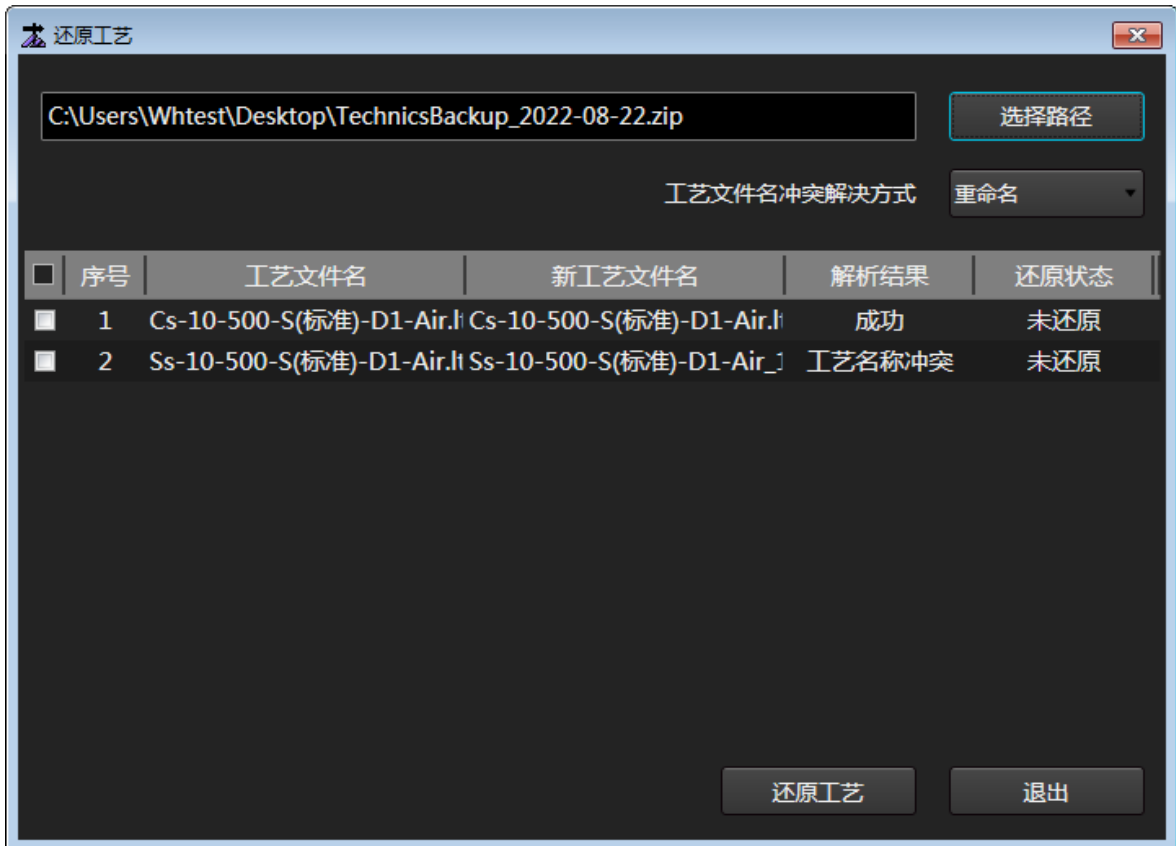 还原工艺
C:\Users\Whtest\Desktop\TechnicsBackup_2022-08-22.zip 选择路径
工艺文件名冲突解决方式 重命名
序号 工艺文件名 新工艺文件名 解析结果 还原状态
1 Cs-10-500-S(标准)-D1-Air.lt Cs-10-500-S(标准)-D1-Air.l 成功 未还原
2 Ss-10-500-S(标准)-D1-Air.lt Ss-10-500-S(标准)-D1-Air_1 工艺名称冲突 未还原
还原工艺 退出